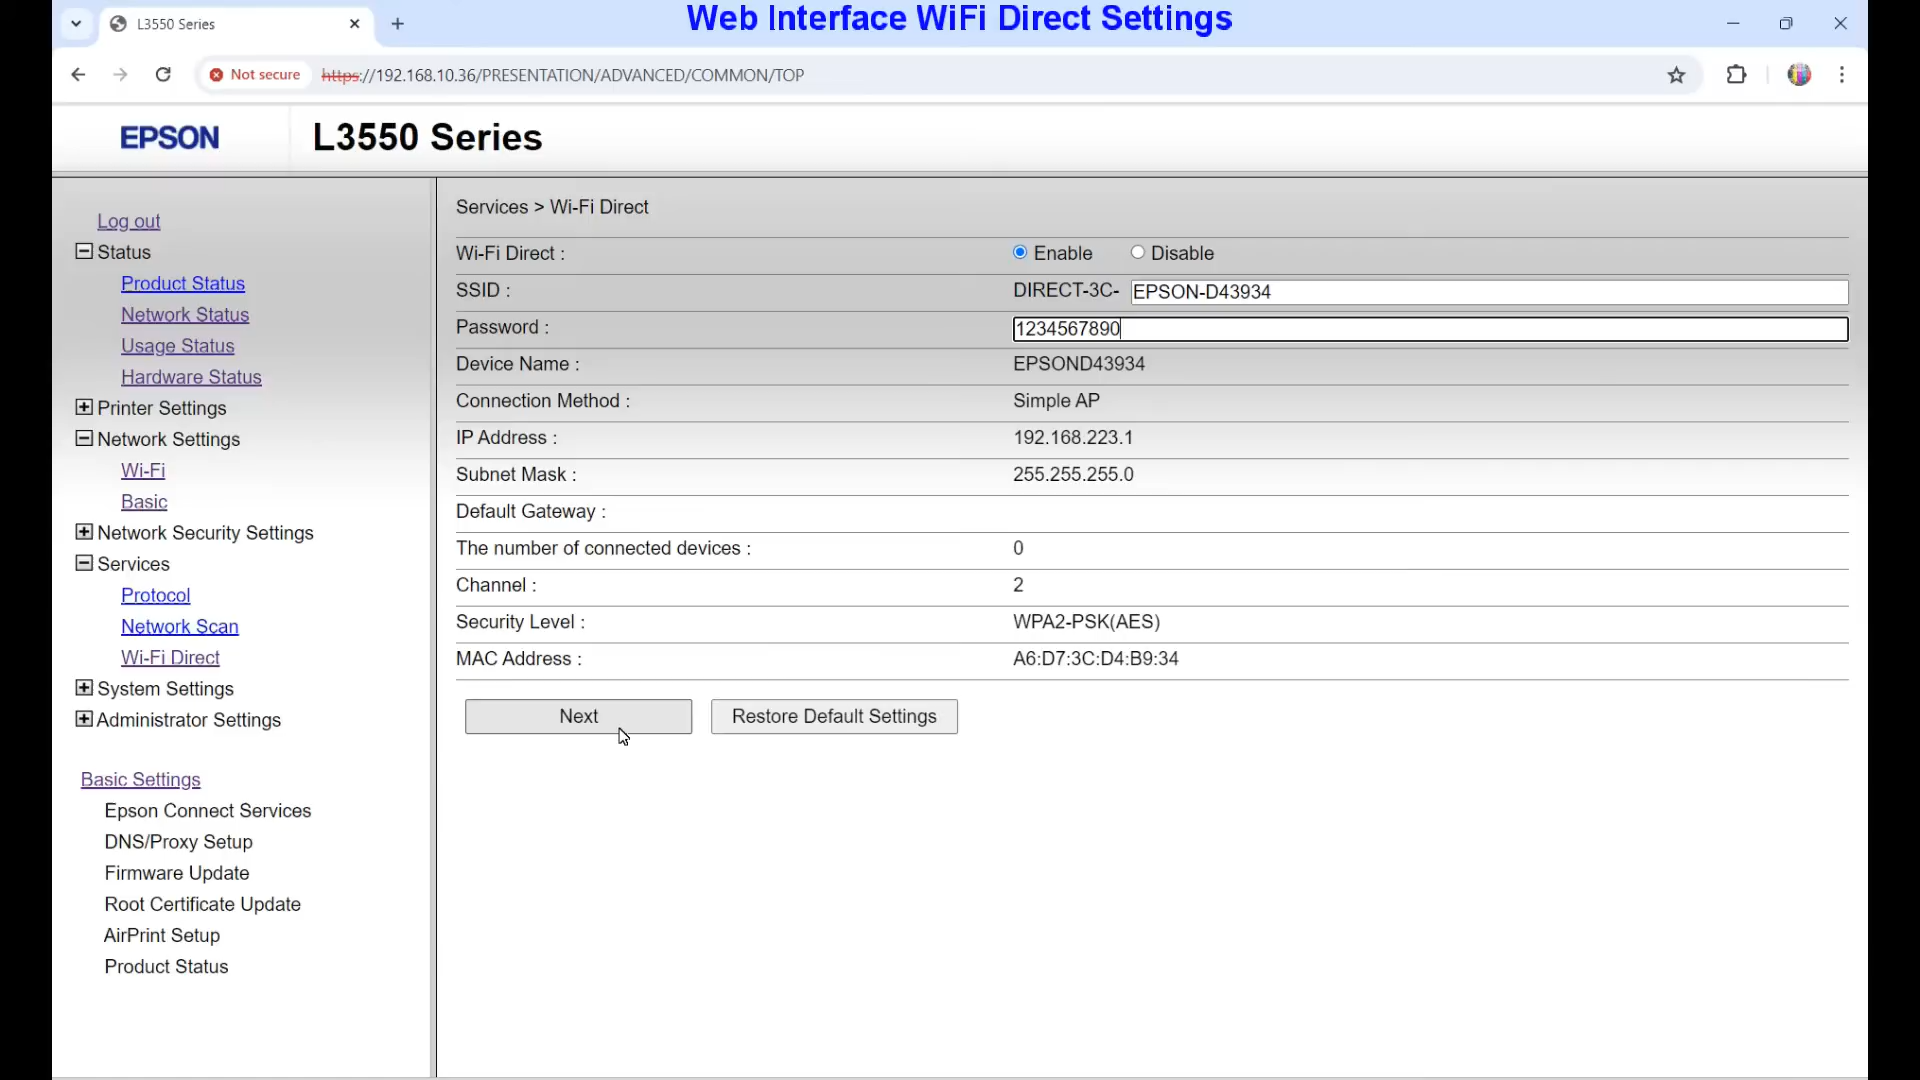 Web Interface WiFi Direct Settings
L3550 Series
Not secure https://192.168.10.36/PRESENTATION/ADVANCED/COMMON/TOP
EPSON L3550 Series
Log out
Status
Product Status
Network Status
Usage Status
Hardware Status
Printer Settings
Network Settings
Wi-Fi
Basic
Network Security Settings
Services
Protocol
Network Scan
Wi-Fi Direct
System Settings
Administrator Settings
Basic Settings
Epson Connect Services
DNS/Proxy Setup
Firmware Update
Root Certificate Update
AirPrint Setup
Product Status
Services > Wi-Fi Direct
Wi-Fi Direct : Enable Disable
SSID : DIRECT-3C- EPSON-D43934
Password : 1234567890
Device Name : EPSOND43934
Connection Method : Simple AP
IP Address : 192.168.223.1
Subnet Mask : 255.255.255.0
Default Gateway :
The number of connected devices : 0
Channel : 2
Security Level : WPA2-PSK(AES)
MAC Address : A6:D7:3C:D4:B9:34
Next Restore Default Settings